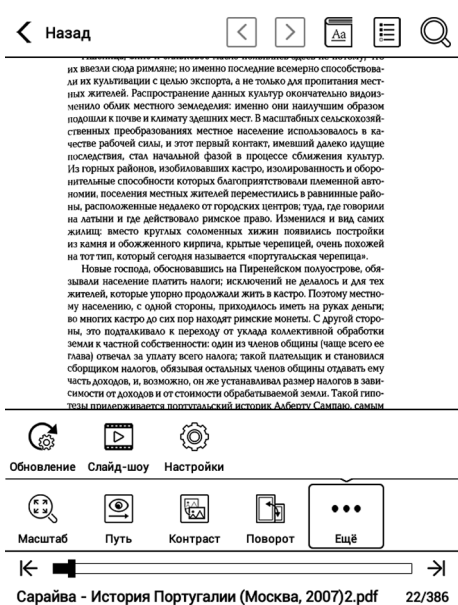 Назад
Aa
их ввезли сюда римляне; но именно последние всемерно способствова-
ли их культивации с целью экспорта, а не только для пропитания мест-
ных жителей. Распространение данных культур окончательно видоиз-
менило облик местного земледелия: именно они наилучшим образом
подошли к почве и климату здешних мест. В масштабных сельскохозяй-
ственных преобразованиях местное население использовалось в ка-
честве рабочей силы, и этот первый контакт, имевший далеко идущие
последствия, стал начальной фазой в процессе сближения культур.
Из горных районов, изобиловавших кастро, изолированность и оборо-
нительные способности которых благоприятствовали племенной авто-
номии, поселения местных жителей переместились в равнинные райо-
ны, расположенные недалеко от городских центров; туда, где говорили
на латыни и где действовало римское право. Изменился и вид самих
жилищ: вместо круглых соломенных хижин появились постройки
из камня и обожженного кирпича, крытые черепицей, очень похожей
на тот тип, который сегодня называется «португальская черепица».
Новые господа, обосновавшись на Пиренейском полуострове, обя-
зывали население платить налоги; исключений не делалось и для тех
жителей, которые упорно продолжали жить в кастро. Поэтому местно-
му населению, с одной стороны, приходилось иметь на руках деньги;
во многих кастро до сих пор находят римские монеты. С другой сторо-
ны, это подталкивало к переходу от уклада коллективной обработки
земли к частной собственности: один из членов общины (чаще всего ее
глава) отвечал за уплату всего налога; такой плательщик и становился
сборщиком налогов, обязывая остальных членов общины отдавать ему
часть доходов, и, возможно, он же устанавливал размер налогов в зави-
симости от доходов и от стоимости обрабатываемой земли. Такой гипо-
тезы придерживается португальский историк Алберту Сампаю, самым
Обновление Слайд-шоу Настройки
Масштаб Путь Контраст Поворот Ещё
Сарайва - История Португалии (Москва, 2007)2.pdf 22/386